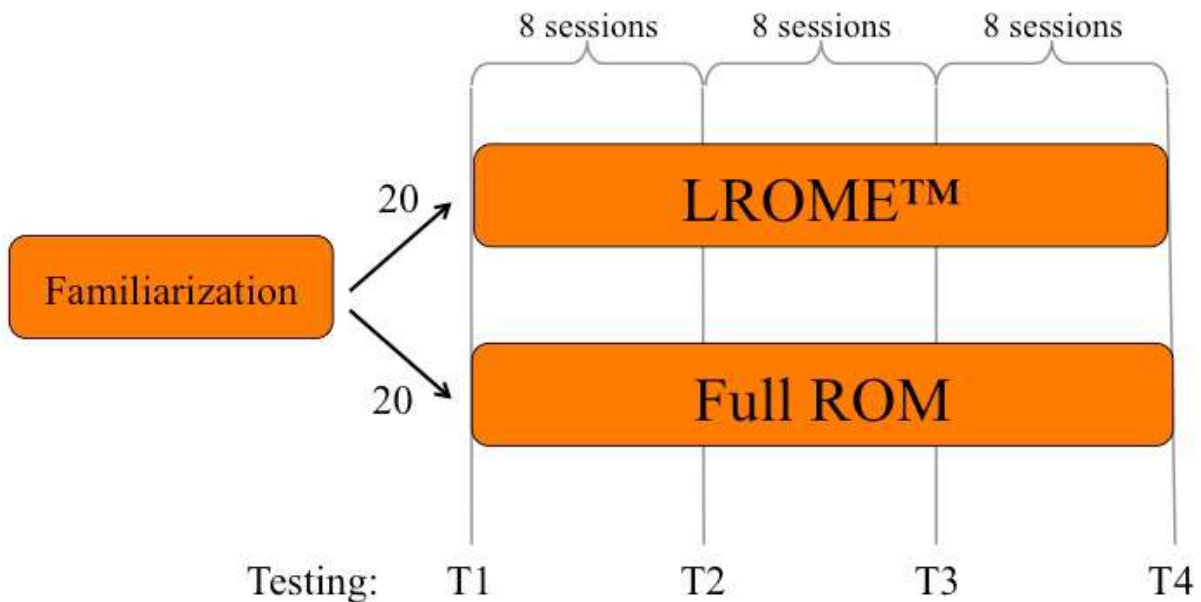 8 sessions 8 sessions 8 sessions
20
LROME™
Familiarization
20
Full ROM
Testing: T1 T2 T3 T4